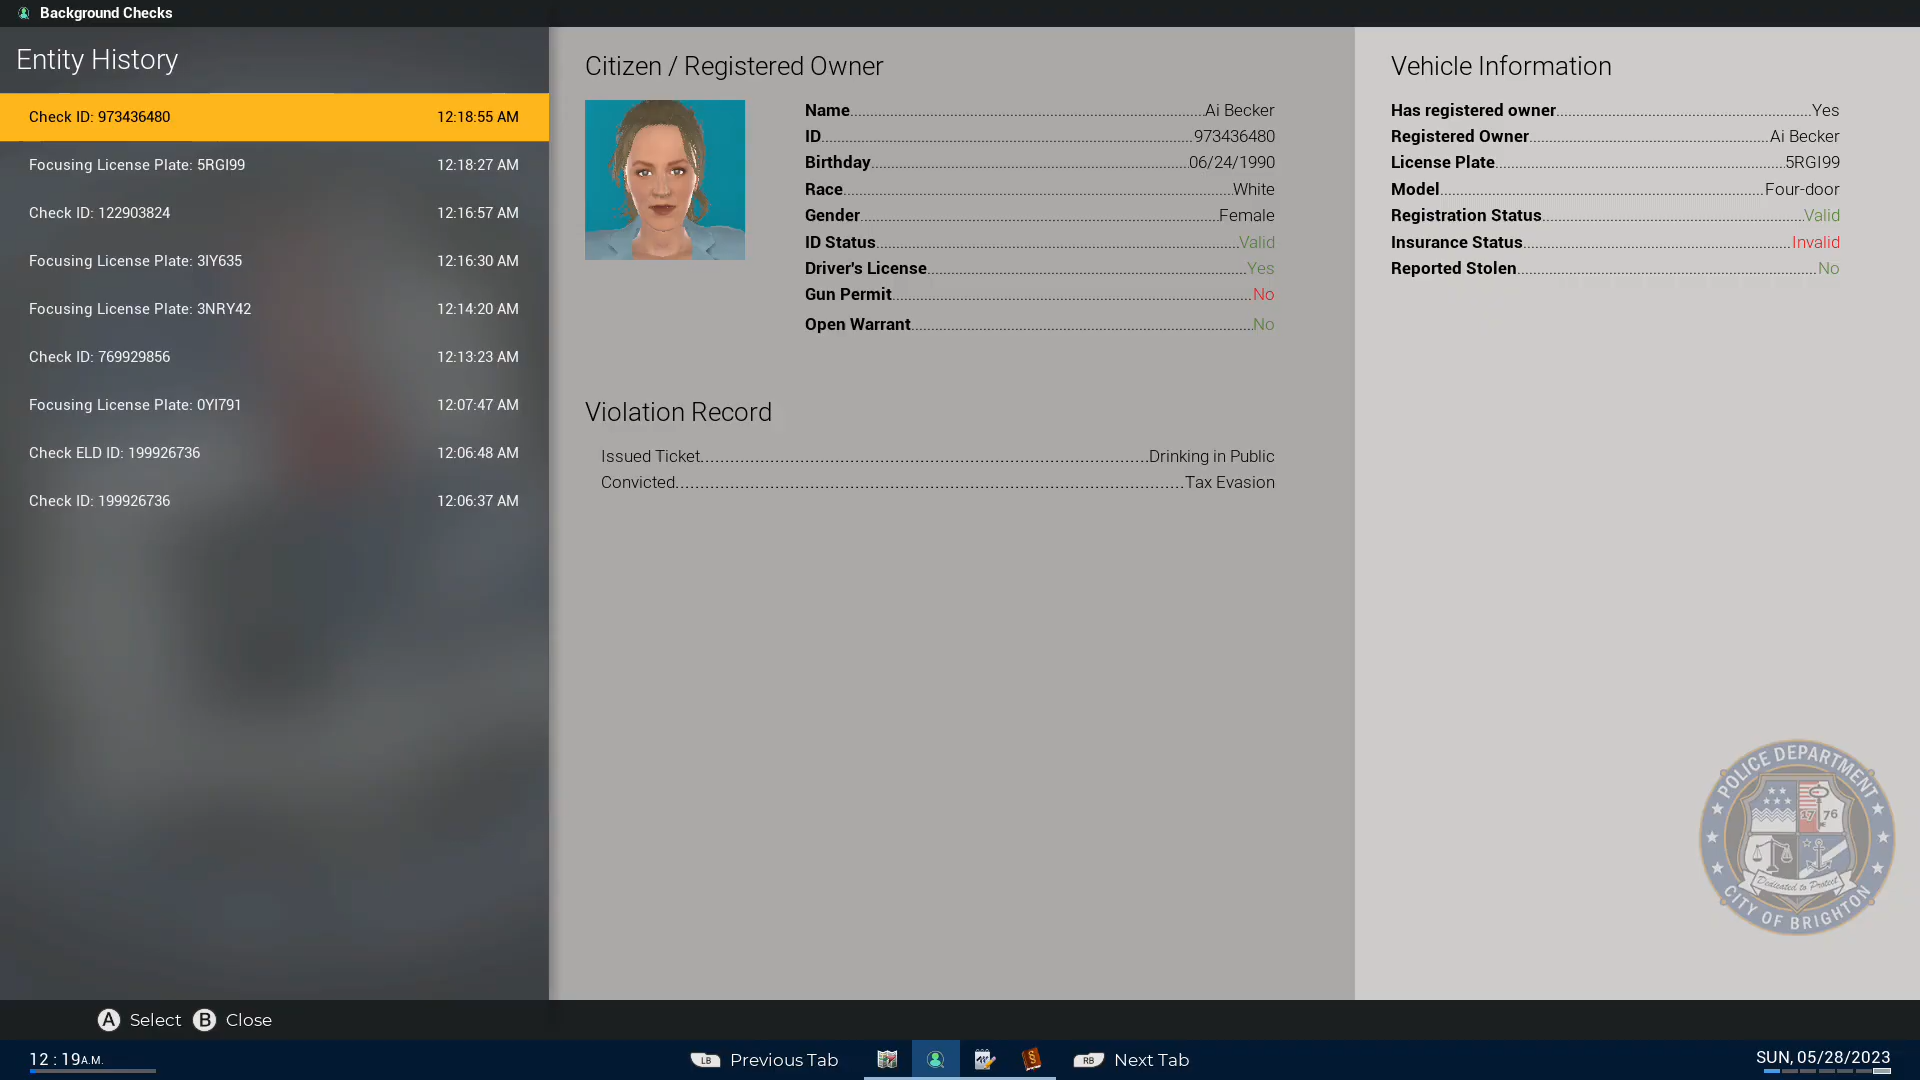 Background Checks
Entity History
Check ID: 973436480 12:18:55 AM
Focusing License Plate: 5RGI99 12:18:27 AM
Check ID: 122903824 12:16:57 AM
Focusing License Plate: 3IY635 12:16:30 AM
Focusing License Plate: 3NRY42 12:14:20 AM
Check ID: 769929856 12:13:23 AM
Focusing License Plate: 0YI791 12:07:47 AM
Check ELD ID: 199926736 12:06:48 AM
Check ID: 199926736 12:06:37 AM
Citizen / Registered Owner
Name Ai Becker
ID 973436480
Birthday 06/24/1990
Race White
Gender Female
ID Status Valid
Driver's License Yes
Gun Permit No
Open Warrant No
Violation Record
Issued Ticket Drinking in Public
Convicted Tax Evasion
Vehicle Information
Has registered owner Yes
Registered Owner Ai Becker
License Plate 5RGI99
Model Four-door
Registration Status Valid
Insurance Status Invalid
Reported Stolen No
POLICE DEPARTMENT
17 76
Dedicated to Protect
CITY OF BRIGHTON
A Select B Close
12 : 19 A.M.
LB Previous Tab
RB Next Tab
SUN, 05/28/2023